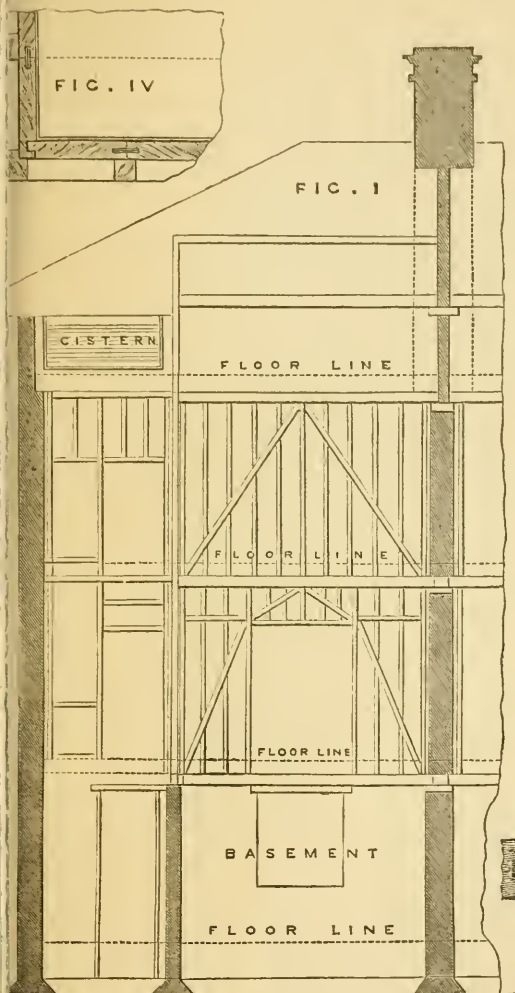 FIG. IV
FIG. 1
CISTERN
FLOOR LINE
FLOOR LINE
FLOOR LINE
BASEMENT
FLOOR LINE